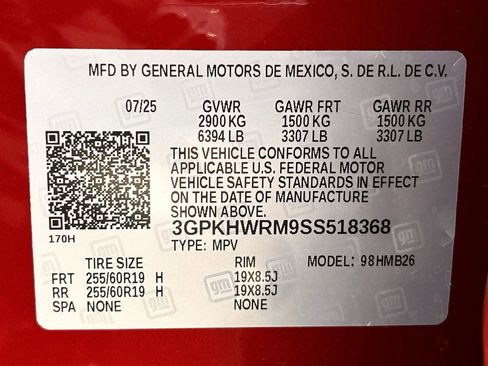 MFD BY GENERAL MOTORS DE MEXICO, S. DE R.L. DE C.V.
07/25 GVWR GAWR FRT GAWR RR
2900 KG 1500 KG 1500 KG
6394 LB 3307 LB 3307 LB
THIS VEHICLE CONFORMS TO ALL
APPLICABLE U.S. FEDERAL MOTOR
VEHICLE SAFETY STANDARDS IN EFFECT
ON THE DATE OF MANUFACTURE
SHOWN ABOVE.
3GPKHWRM9SS518368
170H TYPE: MPV
TIRE SIZE RIM MODEL: 98HMB26
FRT 255/60R19 H 19X8.5J
RR 255/60R19 H 19X8.5J
SPA NONE NONE
gm